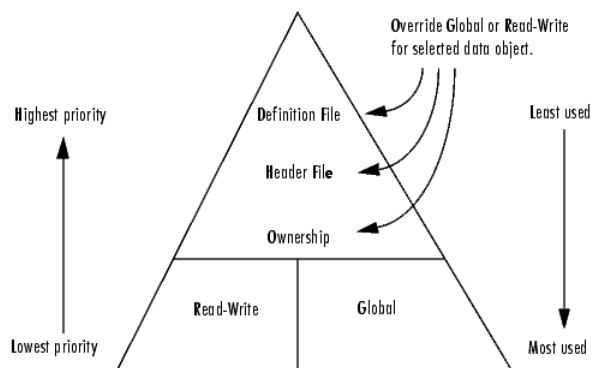 Override Global or Read-Write
for selected data object.
Highest priority
Definition File
Least used
Header File
Ownership
Read-Write
Global
Lowest priority
Most used